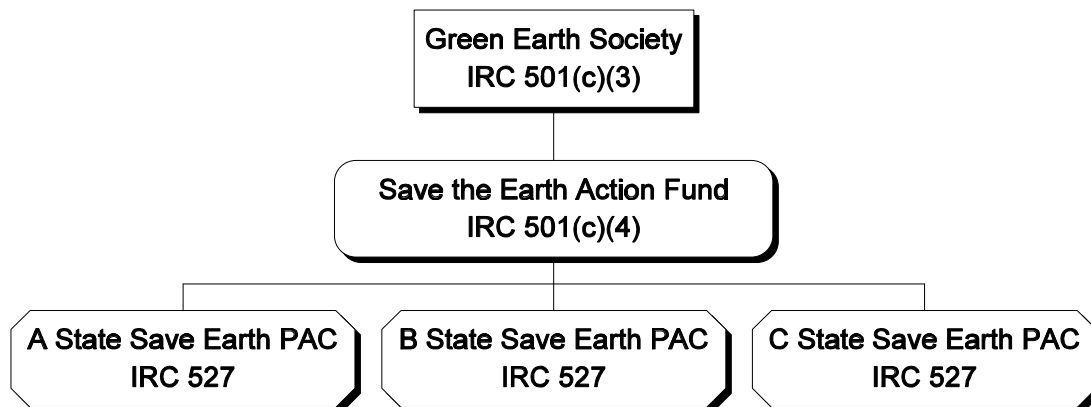 Green Earth Society
IRC 501(c)(3)
Save the Earth Action Fund
IRC 501(c)(4)
A State Save Earth PAC
IRC 527
B State Save Earth PAC
IRC 527
C State Save Earth PAC
IRC 527